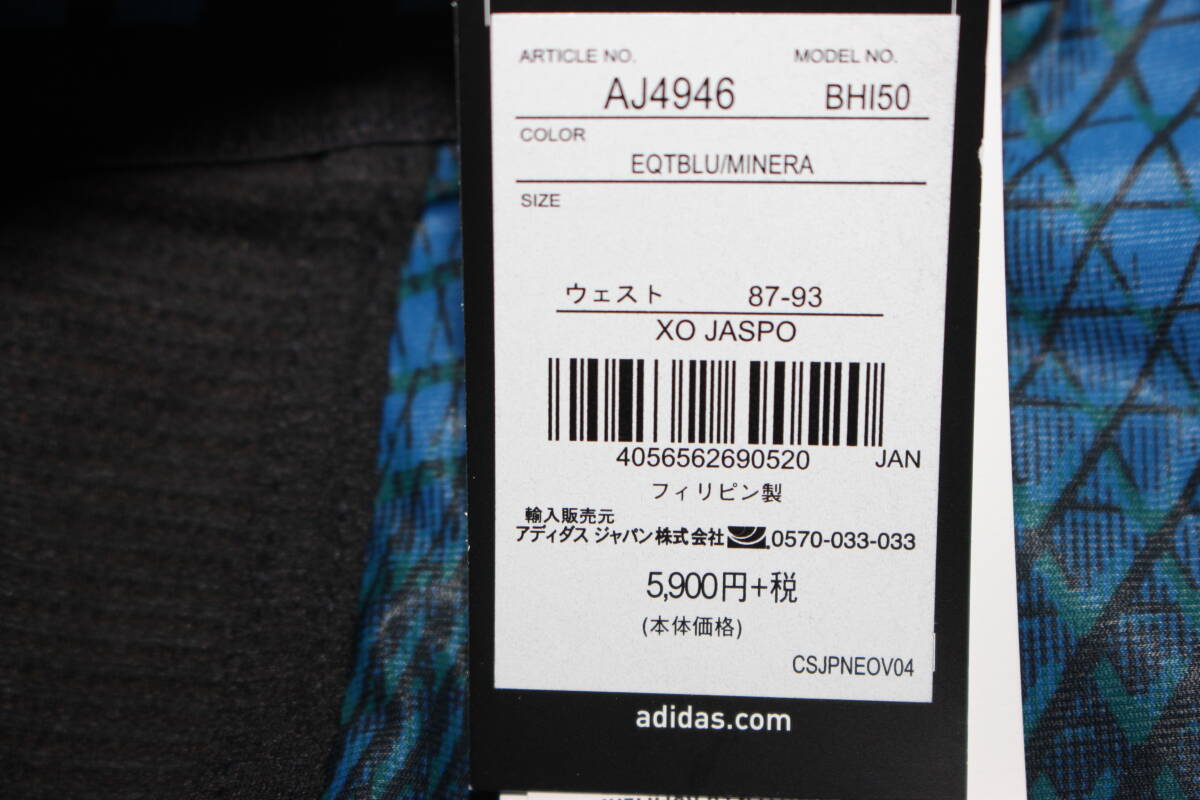 ARTICLE NO. MODEL NO.
AJ4946 BHI50
COLOR
EQTBLU/MINERA
SIZE
ウェスト 87-93
XO JASPO
4056562690520 JAN
フィリピン製
輸入販売元
アディダス ジャパン株式会社 0570-033-033
5,900円+税
(本体価格)
CSJPNEOV04
adidas.com